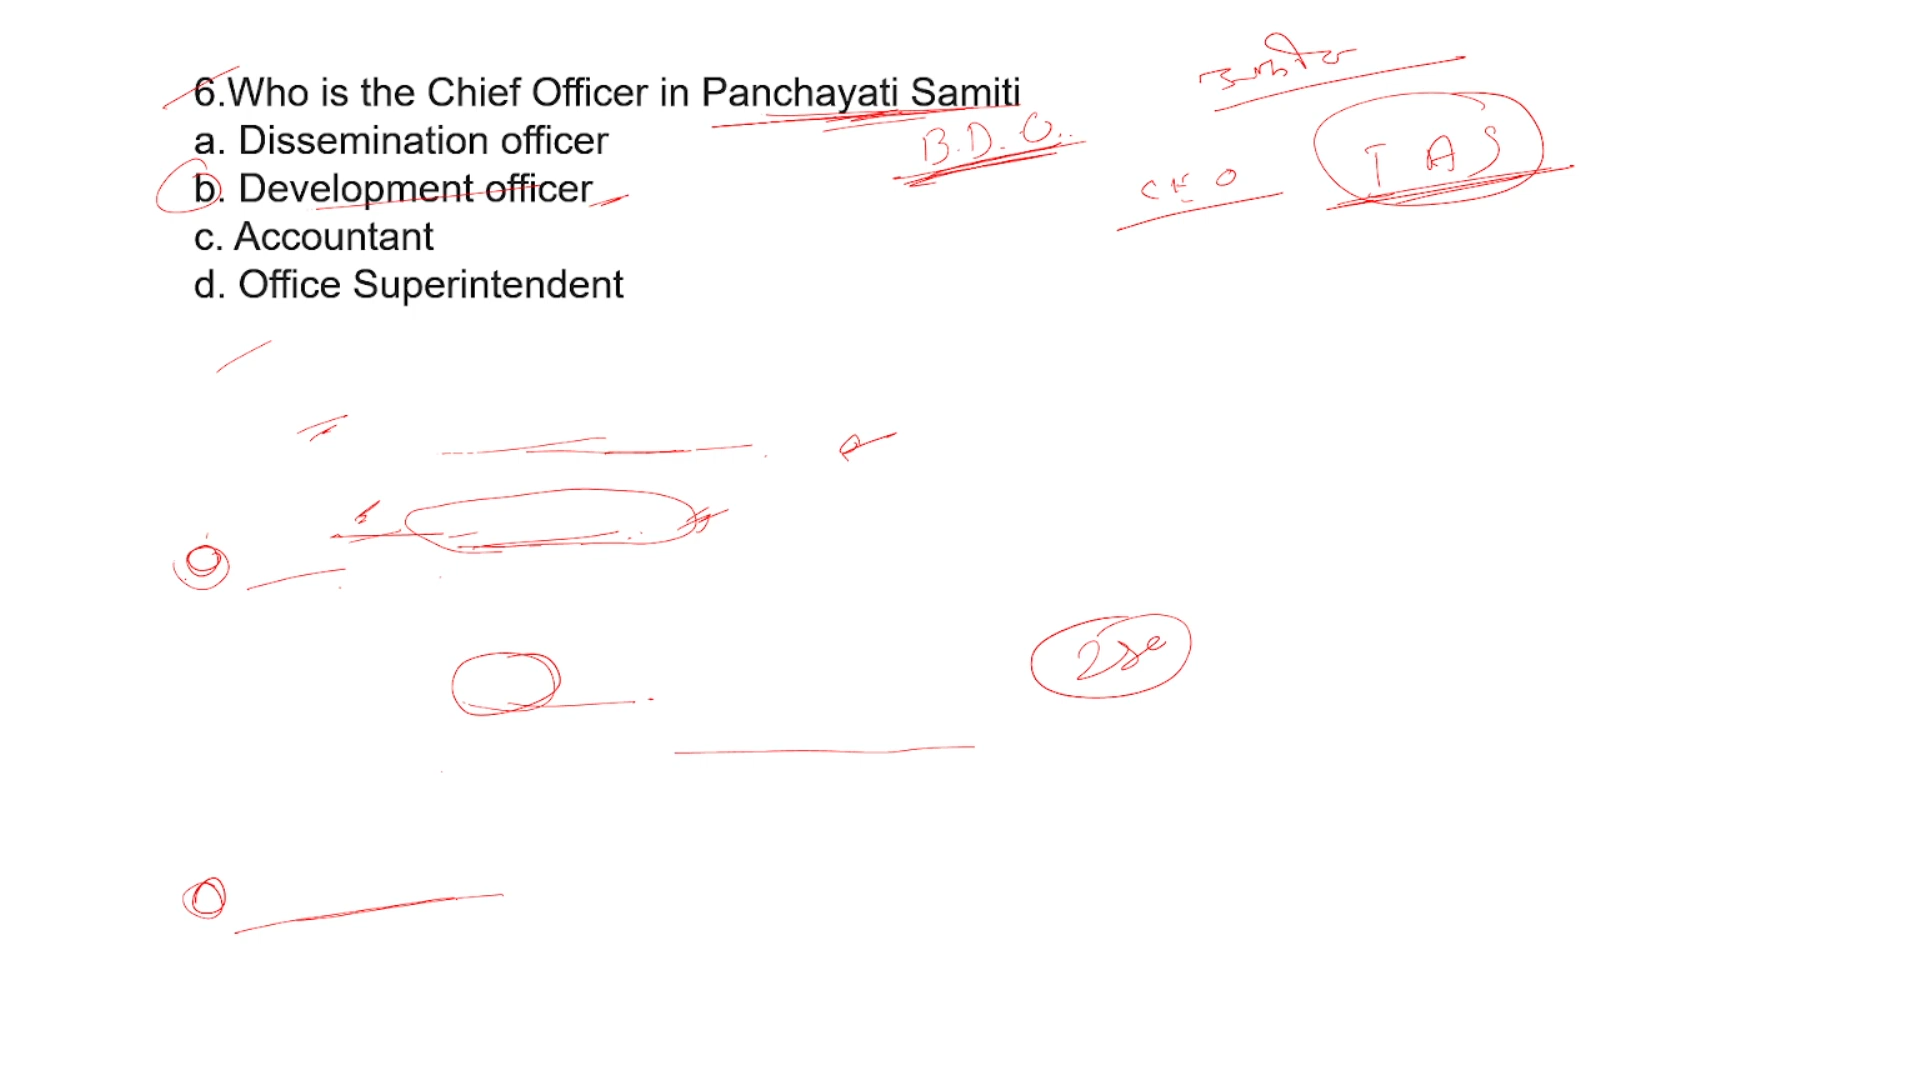 6.Who is the Chief Officer in Panchayati Samiti
a. Dissemination officer
b. Development officer
c. Accountant
d. Office Superintendent
B.D.O..
CEO
IAS